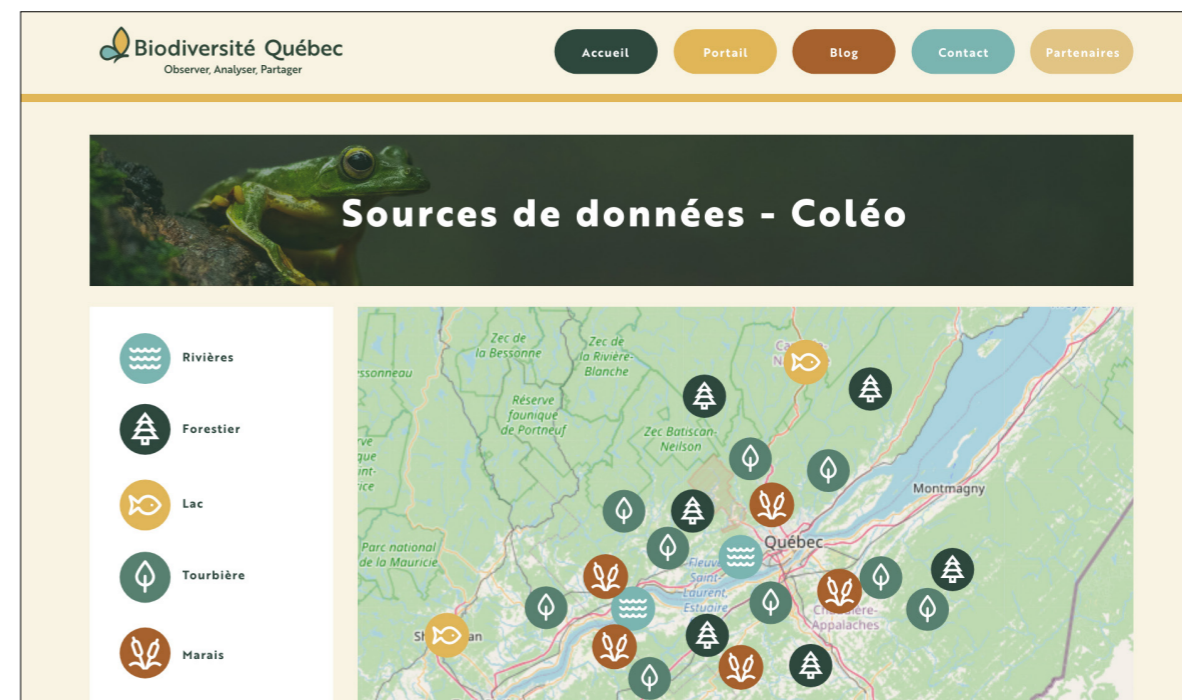 Biodiversité Québec
Observer, Analyser, Partager
Accueil
Portail
Blog
Contact
Partenaires
Sources de données - Coléo
Rivières
Forestier
Lac
Tourbière
Marais
Zec de
la Bessonne
Zec de
la Rivière-
Blanche
ssonneau
Réserve
faunique
de Portneuf
Zec Batiscan-
Neilson
Montmagny
Québec
Parc national
de la Mauricie
Fleuve
Saint-
Laurent,
Estuaire
Appalaches